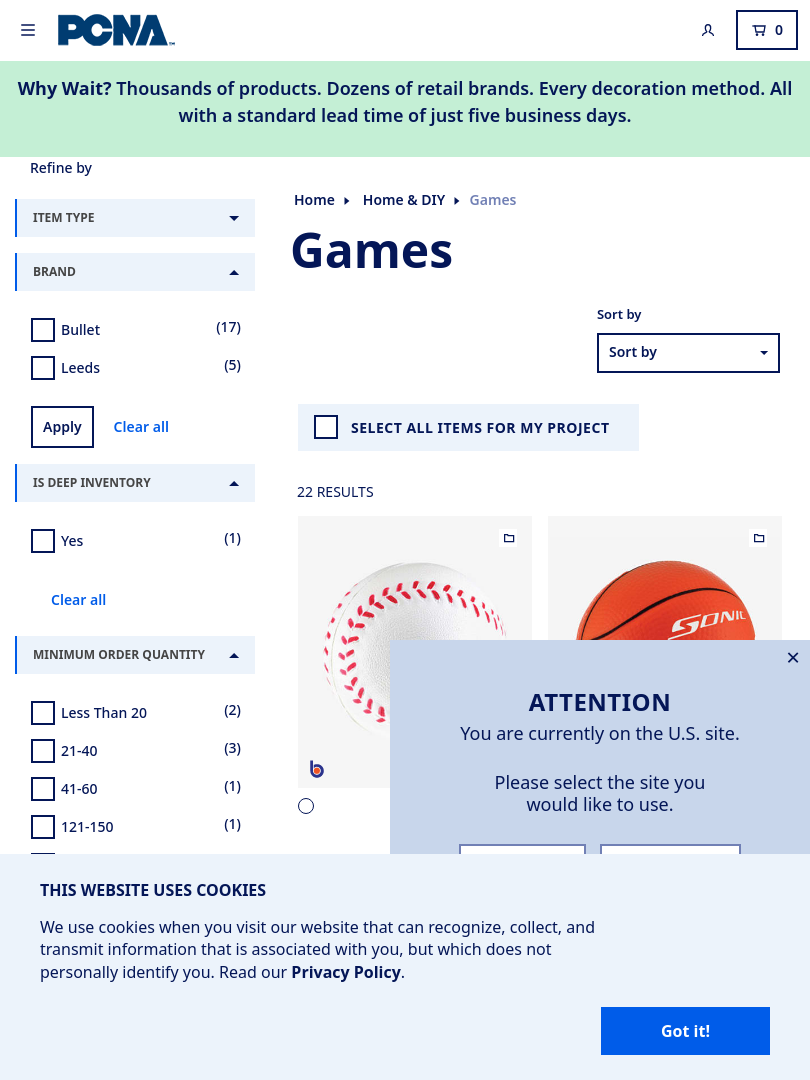 PCNA
0
Why Wait? Thousands of products. Dozens of retail brands. Every decoration method. All
with a standard lead time of just five business days.
Refine by
ITEM TYPE
BRAND
Bullet (17)
Leeds (5)
Apply Clear all
IS DEEP INVENTORY
Yes (1)
Clear all
MINIMUM ORDER QUANTITY
Less Than 20 (2)
21-40 (3)
41-60 (1)
121-150 (1)
Home Home & DIY Games
Games
Sort by
Sort by
SELECT ALL ITEMS FOR MY PROJECT
22 RESULTS
SONIC
b
ATTENTION
You are currently on the U.S. site.
Please select the site you
would like to use.
THIS WEBSITE USES COOKIES
We use cookies when you visit our website that can recognize, collect, and
transmit information that is associated with you, but which does not
personally identify you. Read our Privacy Policy.
Got it!